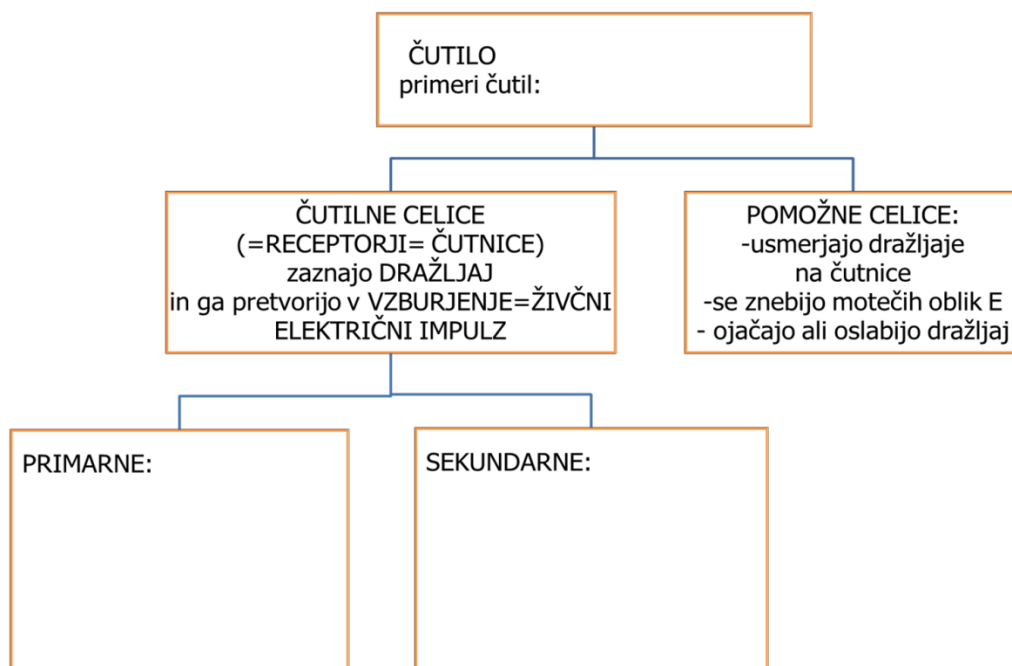 ČUTILO
primeri čutil:
ČUTILNE CELICE
(=RECEPTORJI= ČUTNICE)
zaznajo DRAŽLJAJ
in ga pretvorijo v VZBURJENJE=ŽIVČNI
ELEKTRIČNI IMPULZ
POMOŽNE CELICE:
-usmerjajo dražljaje
na čutnice
-se znebijo motečih oblik E
- ojačajo ali oslabijo dražljaj
PRIMARNE:
SEKUNDARNE: